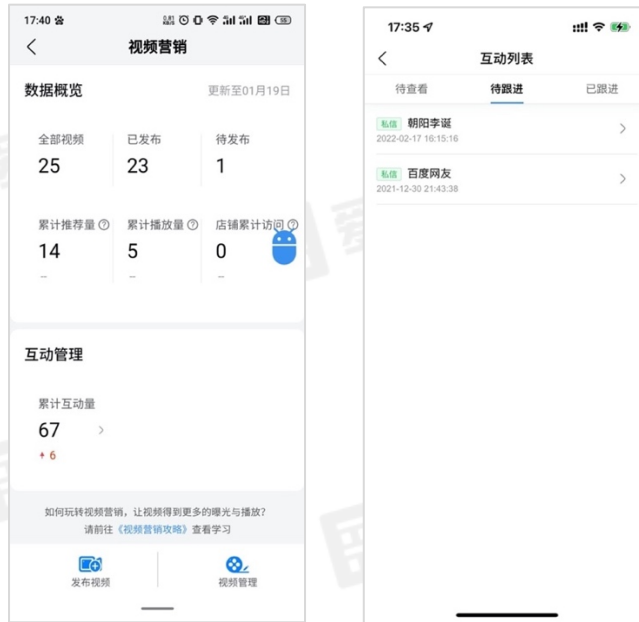 17:40
视频营销
数据概览
更新至01月19日
全部视频 已发布 待发布
25 23 1
累计推荐量 累计播放量 店铺累计访问
14 5 0
– – –
互动管理
累计互动量
67
6
如何玩转视频营销，让视频得到更多的曝光与播放？
请前往《视频营销攻略》查看学习
发布视频 视频管理
17:35
互动列表
待查看 待跟进 已跟进
私信 朝阳李诞
2022-02-17 16:15:16
私信 百度网友
2021-12-30 21:43:38